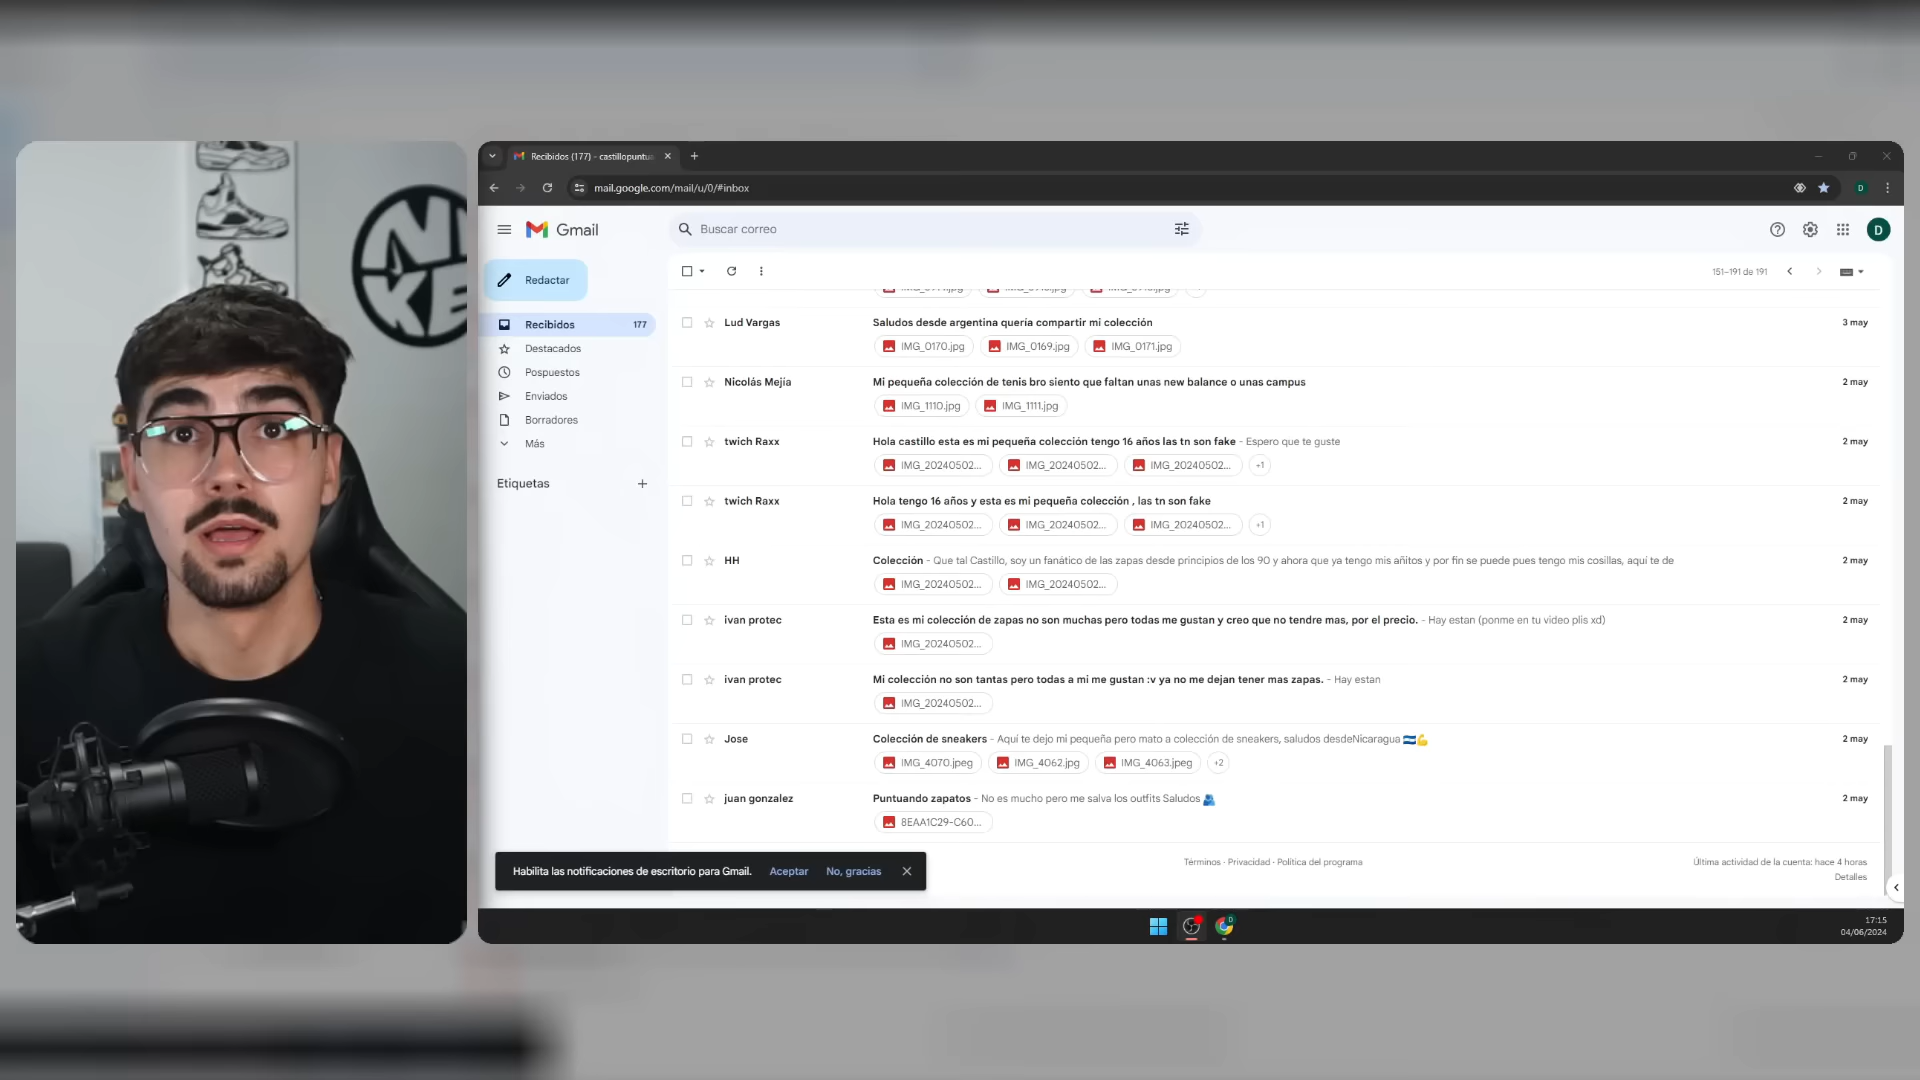 NI
KE
Recibidos (177) - castillopuntu
mail.google.com/mail/u/0/#inbox
D
Gmail
Buscar correo
D
Redactar
151–191 de 191
Recibidos 177
Destacados
Pospuestos
Enviados
Borradores
Más
Etiquetas
Lud Vargas Saludos desde argentina quería compartir mi colección 3 may
IMG_0170.jpg IMG_0169.jpg IMG_0171.jpg
Nicolás Mejía Mi pequeña colección de tenis bro siento que faltan unas new balance o unas campus 2 may
IMG_1110.jpg IMG_1111.jpg
twich Raxx Hola castillo esta es mi pequeña colección tengo 16 años las tn son fake - Espero que te guste 2 may
IMG_20240502... IMG_20240502... IMG_20240502... +1
twich Raxx Hola tengo 16 años y esta es mi pequeña colección , las tn son fake 2 may
IMG_20240502... IMG_20240502... IMG_20240502... +1
HH Colección - Que tal Castillo, soy un fanático de las zapas desde principios de los 90 y ahora que ya tengo mis añitos y por fin se puede pues tengo mis cosillas, aquí te de 2 may
IMG_20240502... IMG_20240502...
ivan protec Esta es mi colección de zapas no son muchas pero todas me gustan y creo que no tendre mas, por el precio. - Hay estan (ponme en tu video plis xd) 2 may
IMG_20240502...
ivan protec Mi colección no son tantas pero todas a mi me gustan :v ya no me dejan tener mas zapas. - Hay estan 2 may
IMG_20240502...
Jose Colección de sneakers - Aquí te dejo mi pequeña pero mato a colección de sneakers, saludos desdeNicaragua 🇳🇮💪 2 may
IMG_4070.jpeg IMG_4062.jpg IMG_4063.jpeg +2
juan gonzalez Puntuando zapatos - No es mucho pero me salva los outfits Saludos 🫂 2 may
8EAA1C29-C60...
Habilita las notificaciones de escritorio para Gmail. Aceptar No, gracias
Términos · Privacidad · Política del programa
Última actividad de la cuenta: hace 4 horas
Detalles
17:15
04/06/2024